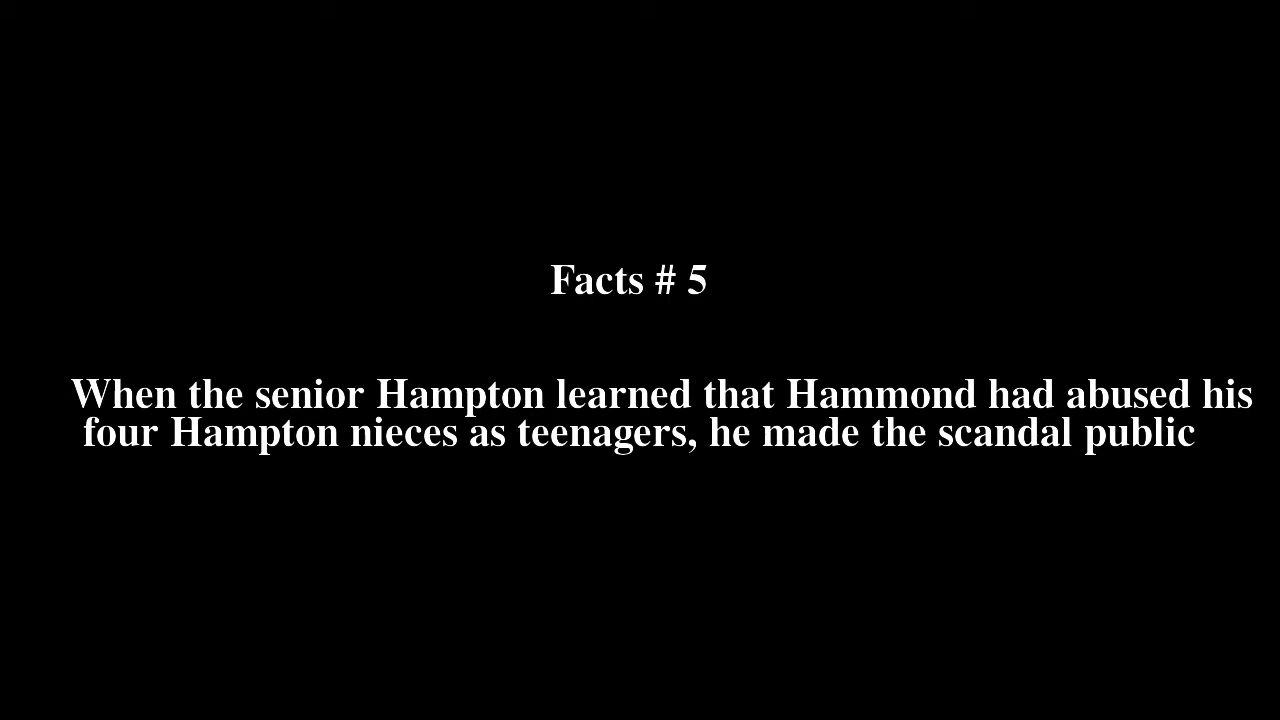 Facts # 5
When the senior Hampton learned that Hammond had abused his
four Hampton nieces as teenagers, he made the scandal public